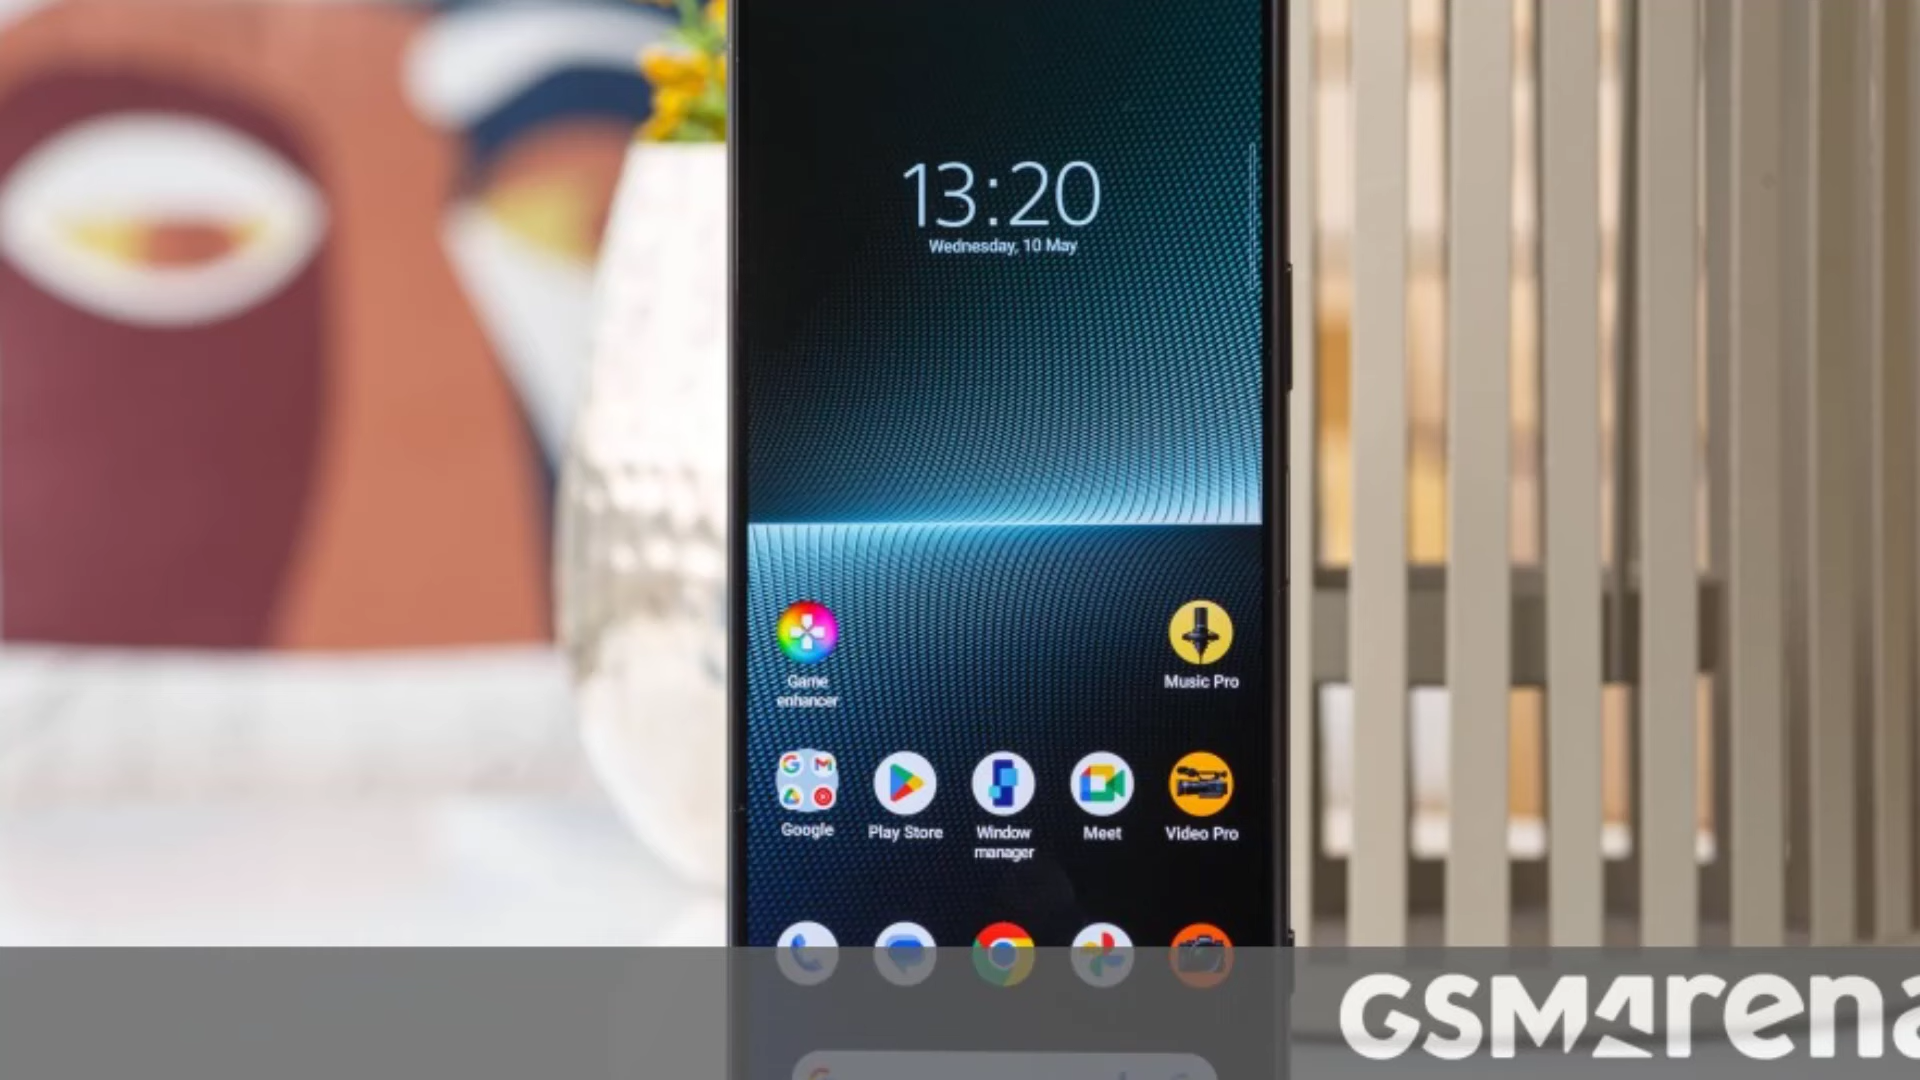 13:20
Wednesday, 10 May
Game
enhancer
Music Pro
Google
Play Store
Window
manager
Meet
Video Pro
GSMArena